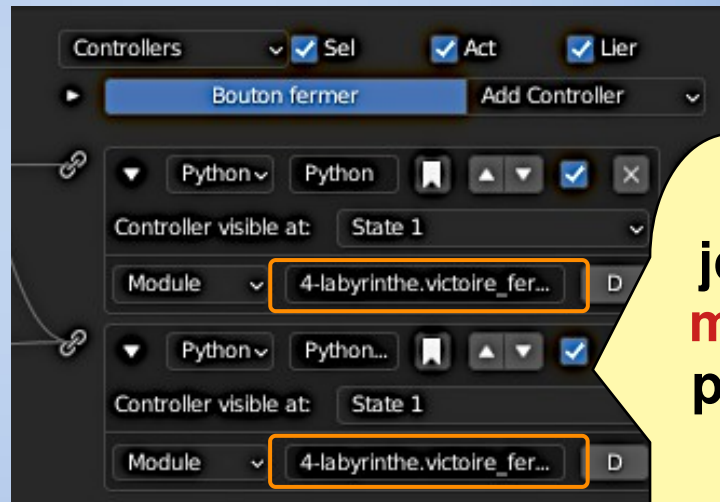 Controllers Sel Act Lier
Bouton fermer Add Controller
Python Python
Controller visible at: State 1
Module 4-labyrinthe.victoire_fer... D
Python Python...
Controller visible at: State 1
Module 4-labyrinthe.victoire_fer... D